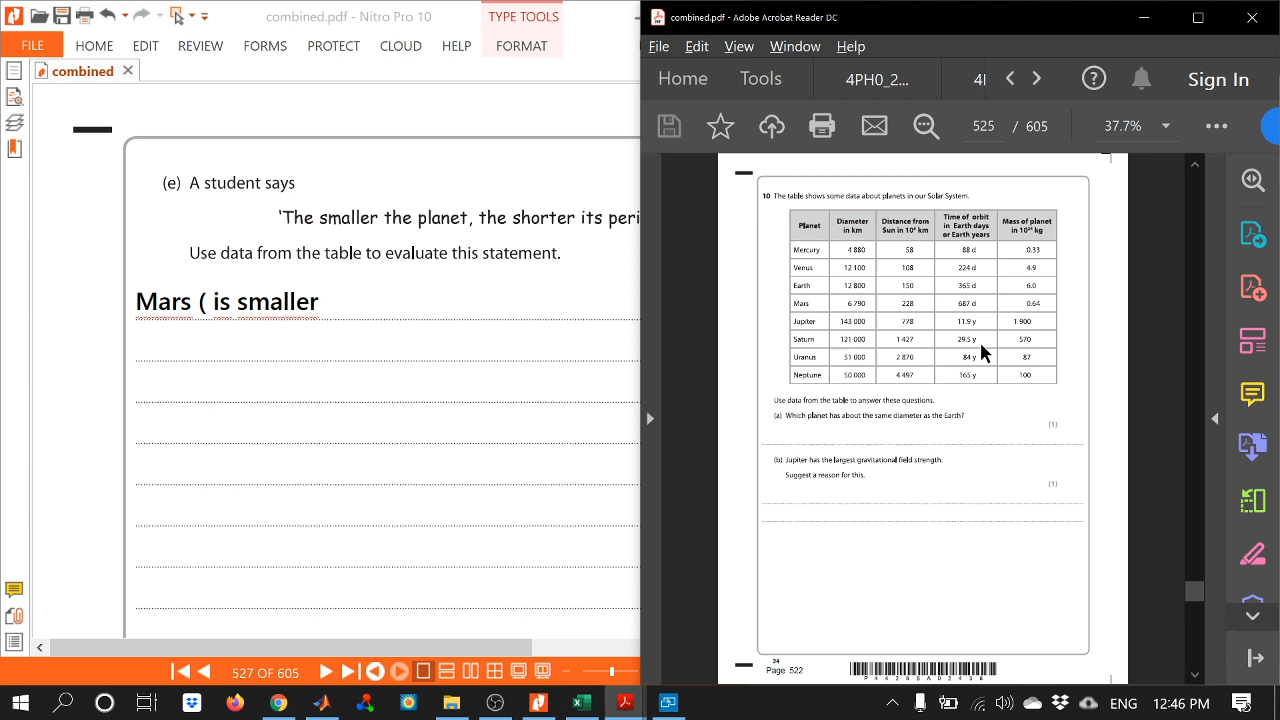 combined.pdf - Nitro Pro 10
TYPE TOOLS
FILE HOME EDIT REVIEW FORMS PROTECT CLOUD HELP FORMAT
combined
(e) A student says
'The smaller the planet, the shorter its peri
Use data from the table to evaluate this statement.
Mars ( is smaller
527 OF 605
combined.pdf - Adobe Acrobat Reader DC
File Edit View Window Help
Home Tools 4PH0_2... 4I Sign In
525 / 605 37.7%
10 The table shows some data about planets in our Solar System.
Planet Diameter in km Distance from Sun in 10⁶ km Time of orbit in Earth days or Earth years Mass of planet in 10²⁴ kg
Mercury 4 880 58 88 d 0.33
Venus 12 100 108 224 d 4.9
Earth 12 800 150 365 d 6.0
Mars 6 790 228 687 d 0.64
Jupiter 143 000 778 11.9 y 1 900
Saturn 121 000 1 427 29.5 y 570
Uranus 51 000 2 870 84 y 87
Neptune 50 000 4 497 165 y 100
Use data from the table to answer these questions.
(a) Which planet has about the same diameter as the Earth?
(1)
(b) Jupiter has the largest gravitational field strength.
Suggest a reason for this.
(1)
24
Page 522
P44265A02436
ENG 12:46 PM